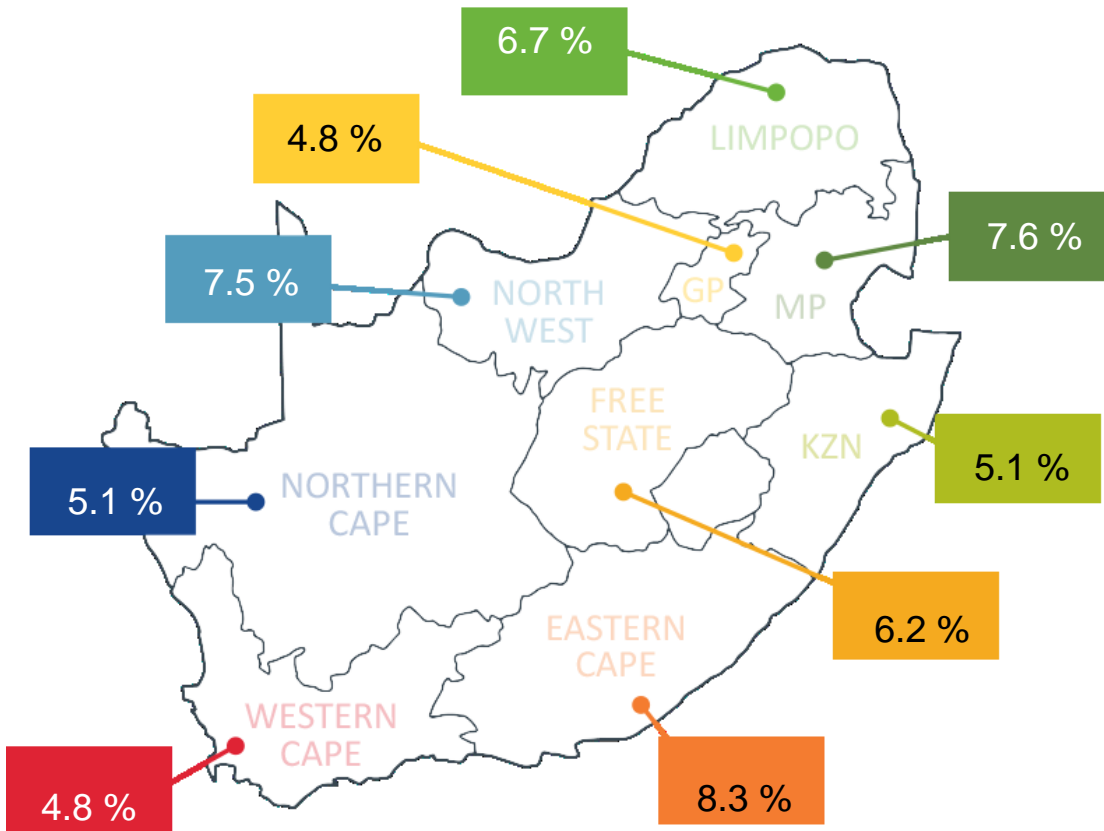 6.7 %
4.8 %
LIMPOPO
7.6 %
7.5 %
NORTH
WEST
GP
MP
FREE
STATE
KZN
5.1 %
5.1 %
NORTHERN
CAPE
6.2 %
EASTERN
CAPE
WESTERN
CAPE
4.8 %
8.3 %